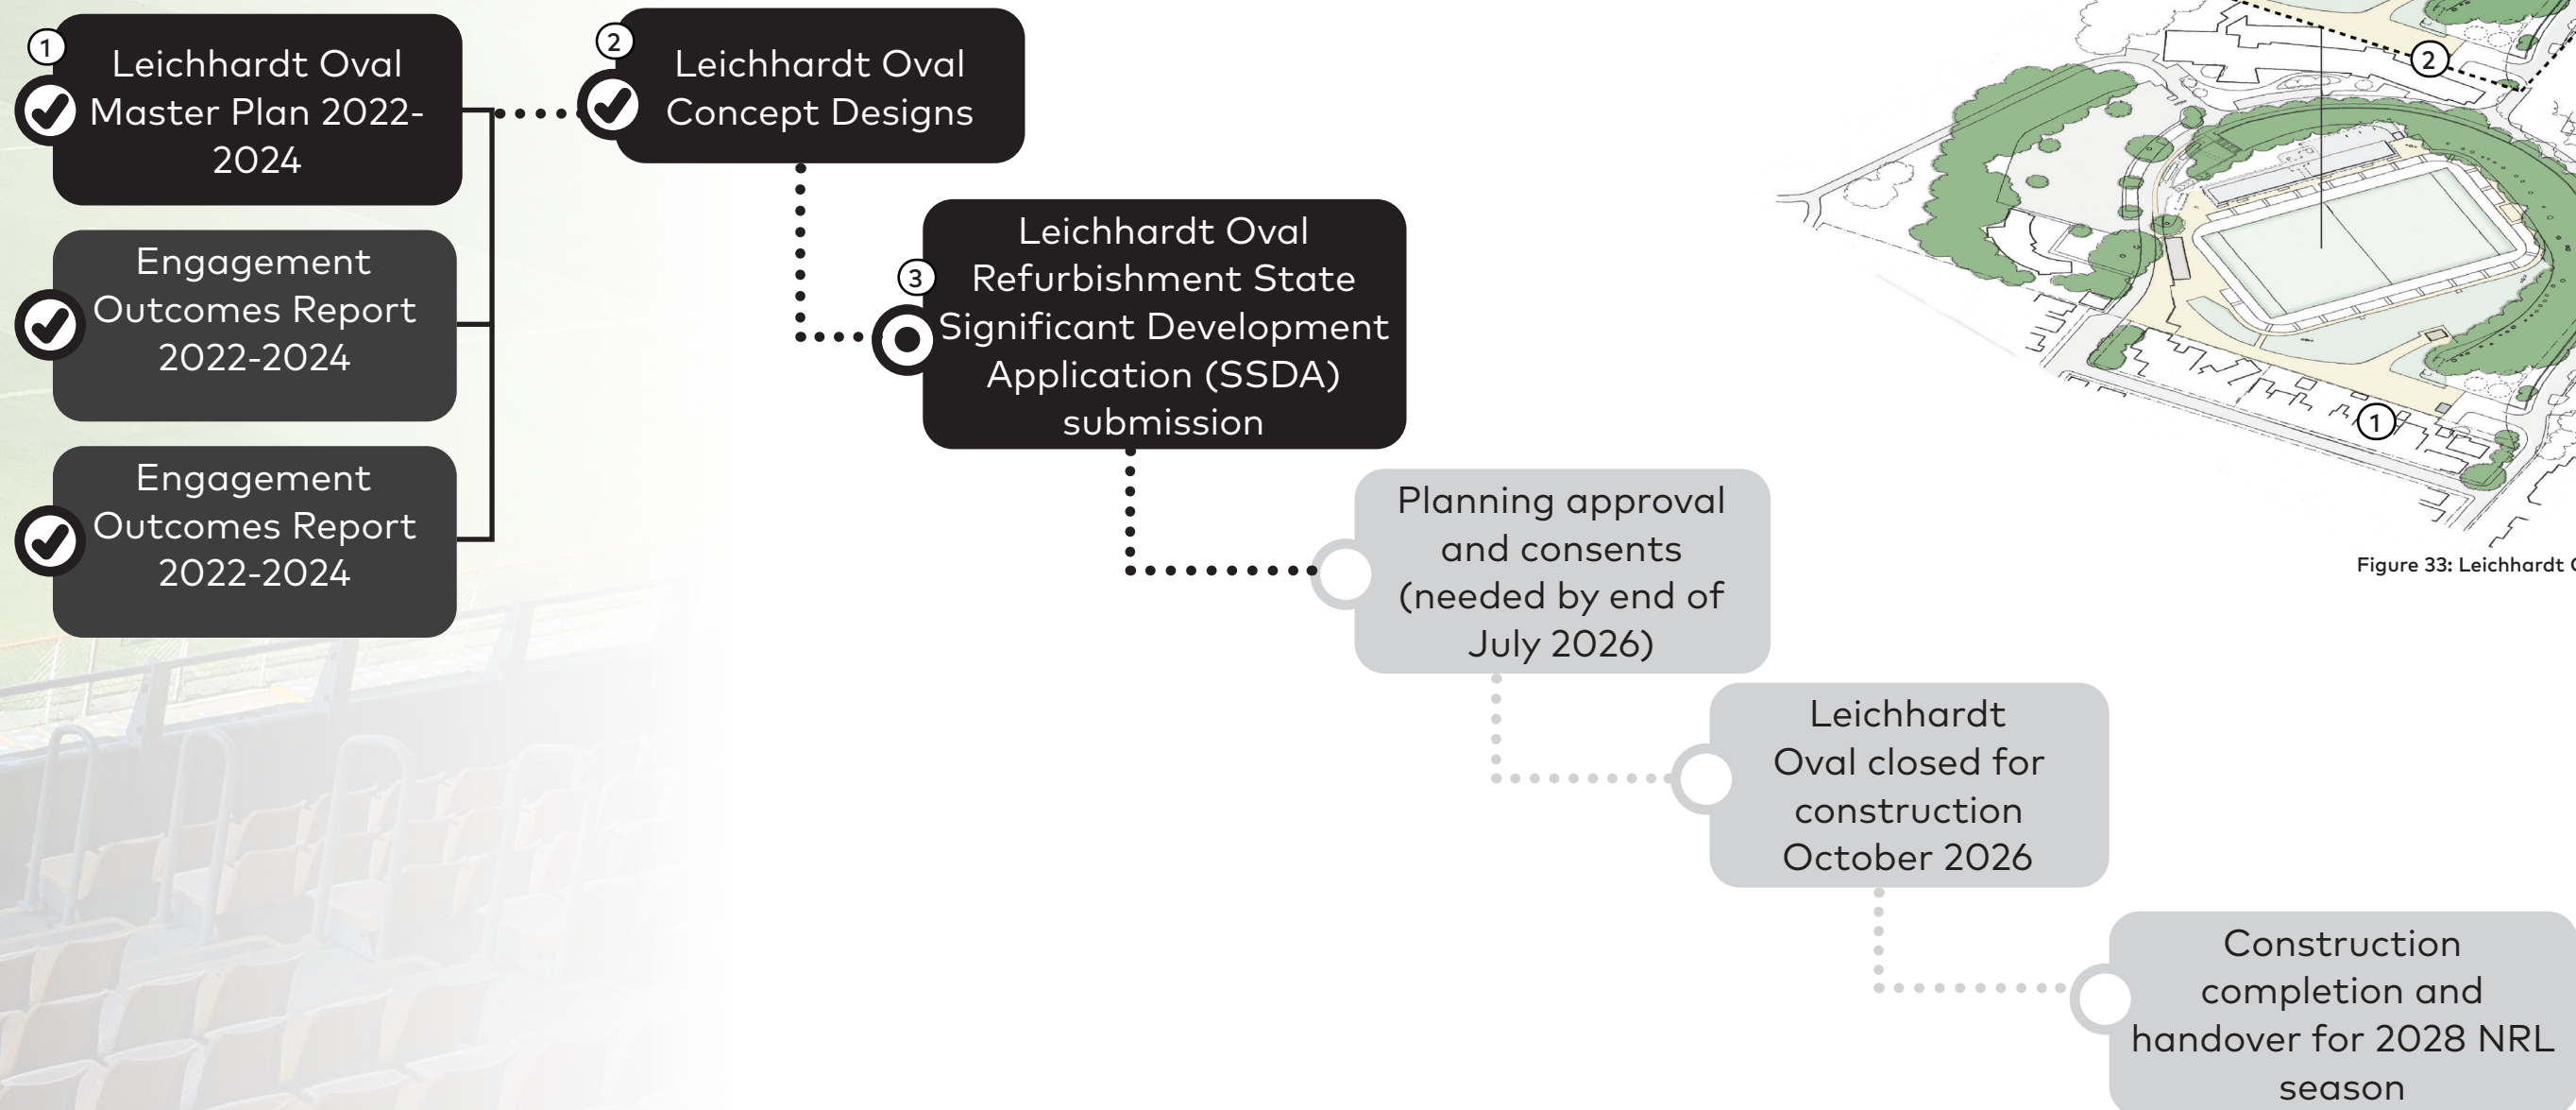 1
Leichhardt Oval
Master Plan 2022-
2024
Engagement
Outcomes Report
2022-2024
Engagement
Outcomes Report
2022-2024
2
Leichhardt Oval
Concept Designs
3
Leichhardt Oval
Refurbishment State
Significant Development
Application (SSDA)
submission
Planning approval
and consents
(needed by end of
July 2026)
Leichhardt
Oval closed for
construction
October 2026
Construction
completion and
handover for 2028 NRL
season
2
1
Figure 33: Leichhardt